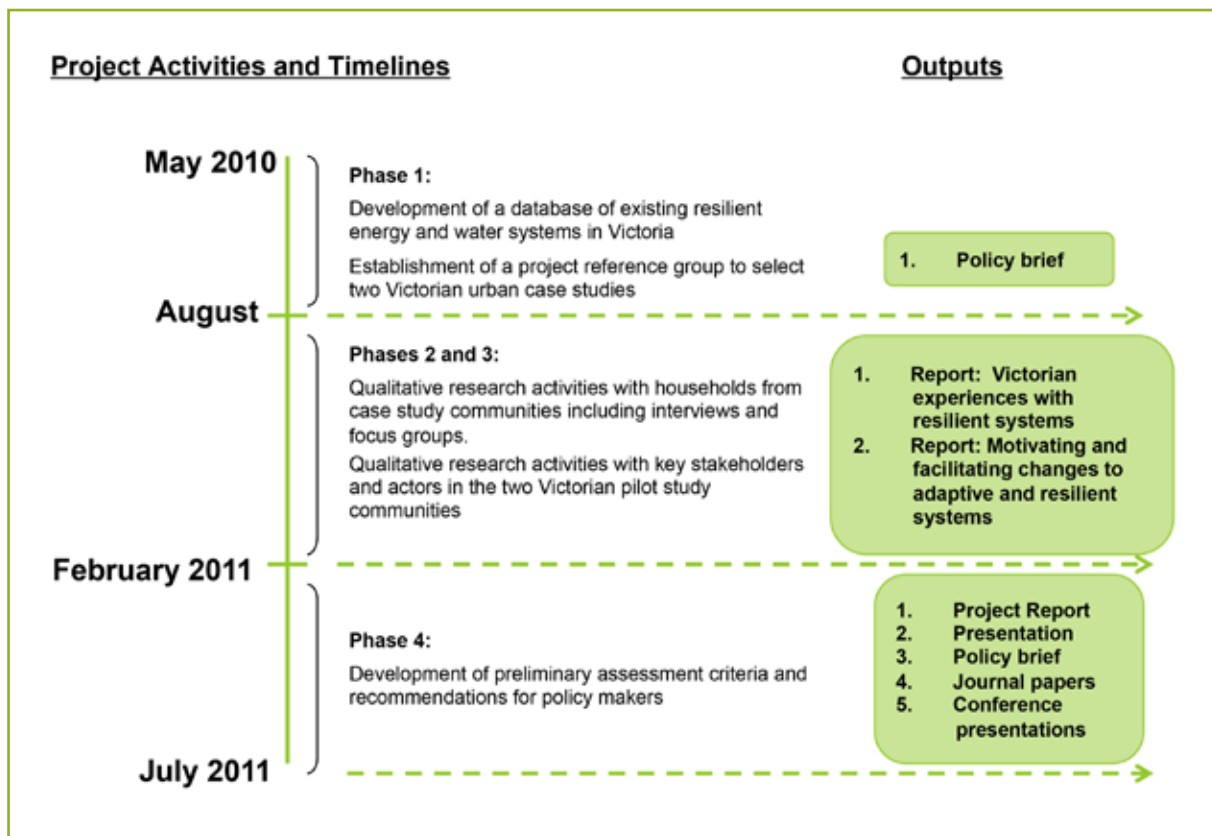 Project Activities and Timelines
Outputs
May 2010
Phase 1:
Development of a database of existing resilient
energy and water systems in Victoria
Establishment of a project reference group to select
two Victorian urban case studies
1. Policy brief
August
Phases 2 and 3:
Qualitative research activities with households from
case study communities including interviews and
focus groups.
Qualitative research activities with key stakeholders
and actors in the two Victorian pilot study
communities
1. Report: Victorian
experiences with
resilient systems
2. Report: Motivating and
facilitating changes to
adaptive and resilient
systems
February 2011
Phase 4:
Development of preliminary assessment criteria and
recommendations for policy makers
1. Project Report
2. Presentation
3. Policy brief
4. Journal papers
5. Conference
presentations
July 2011